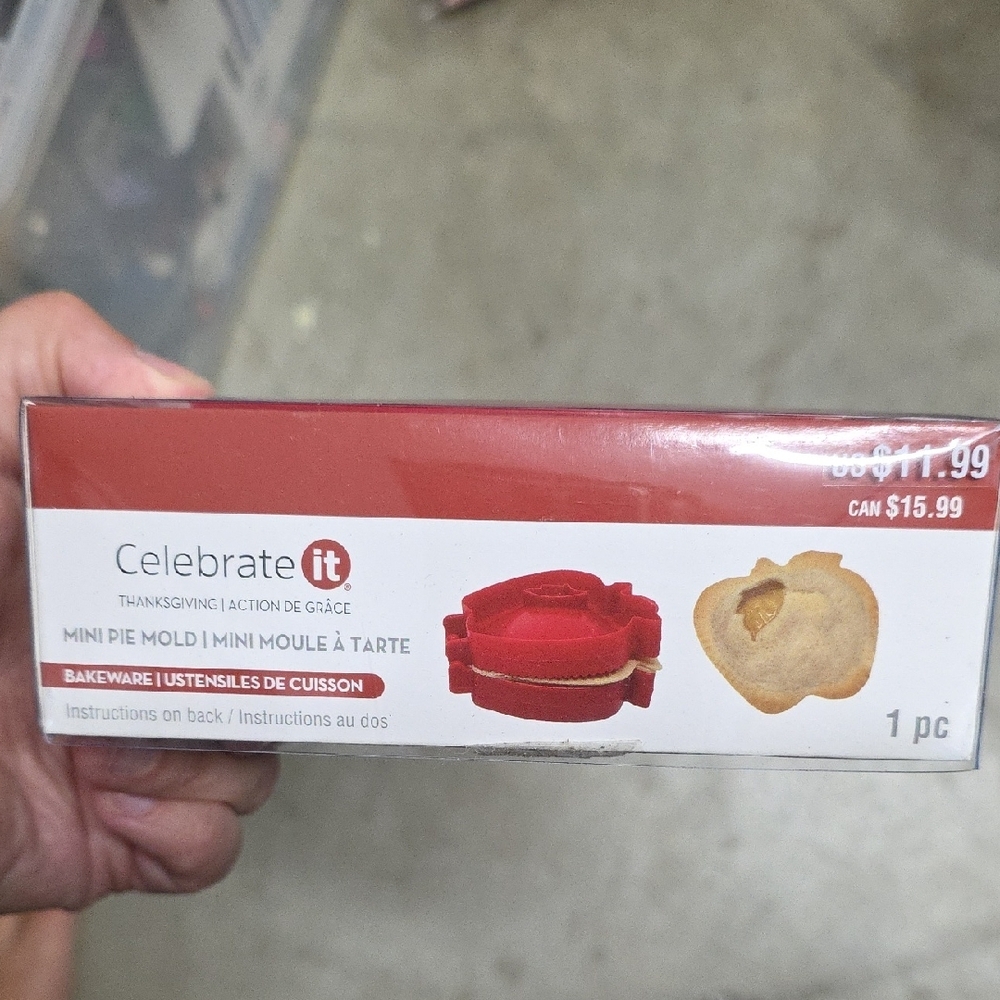 US $11.99
CAN $15.99
Celebrate it®
THANKSGIVING | ACTION DE GRÂCE
MINI PIE MOLD | MINI MOULE À TARTE
BAKEWARE | USTENSILES DE CUISSON
Instructions on back / Instructions au dos
1 pc